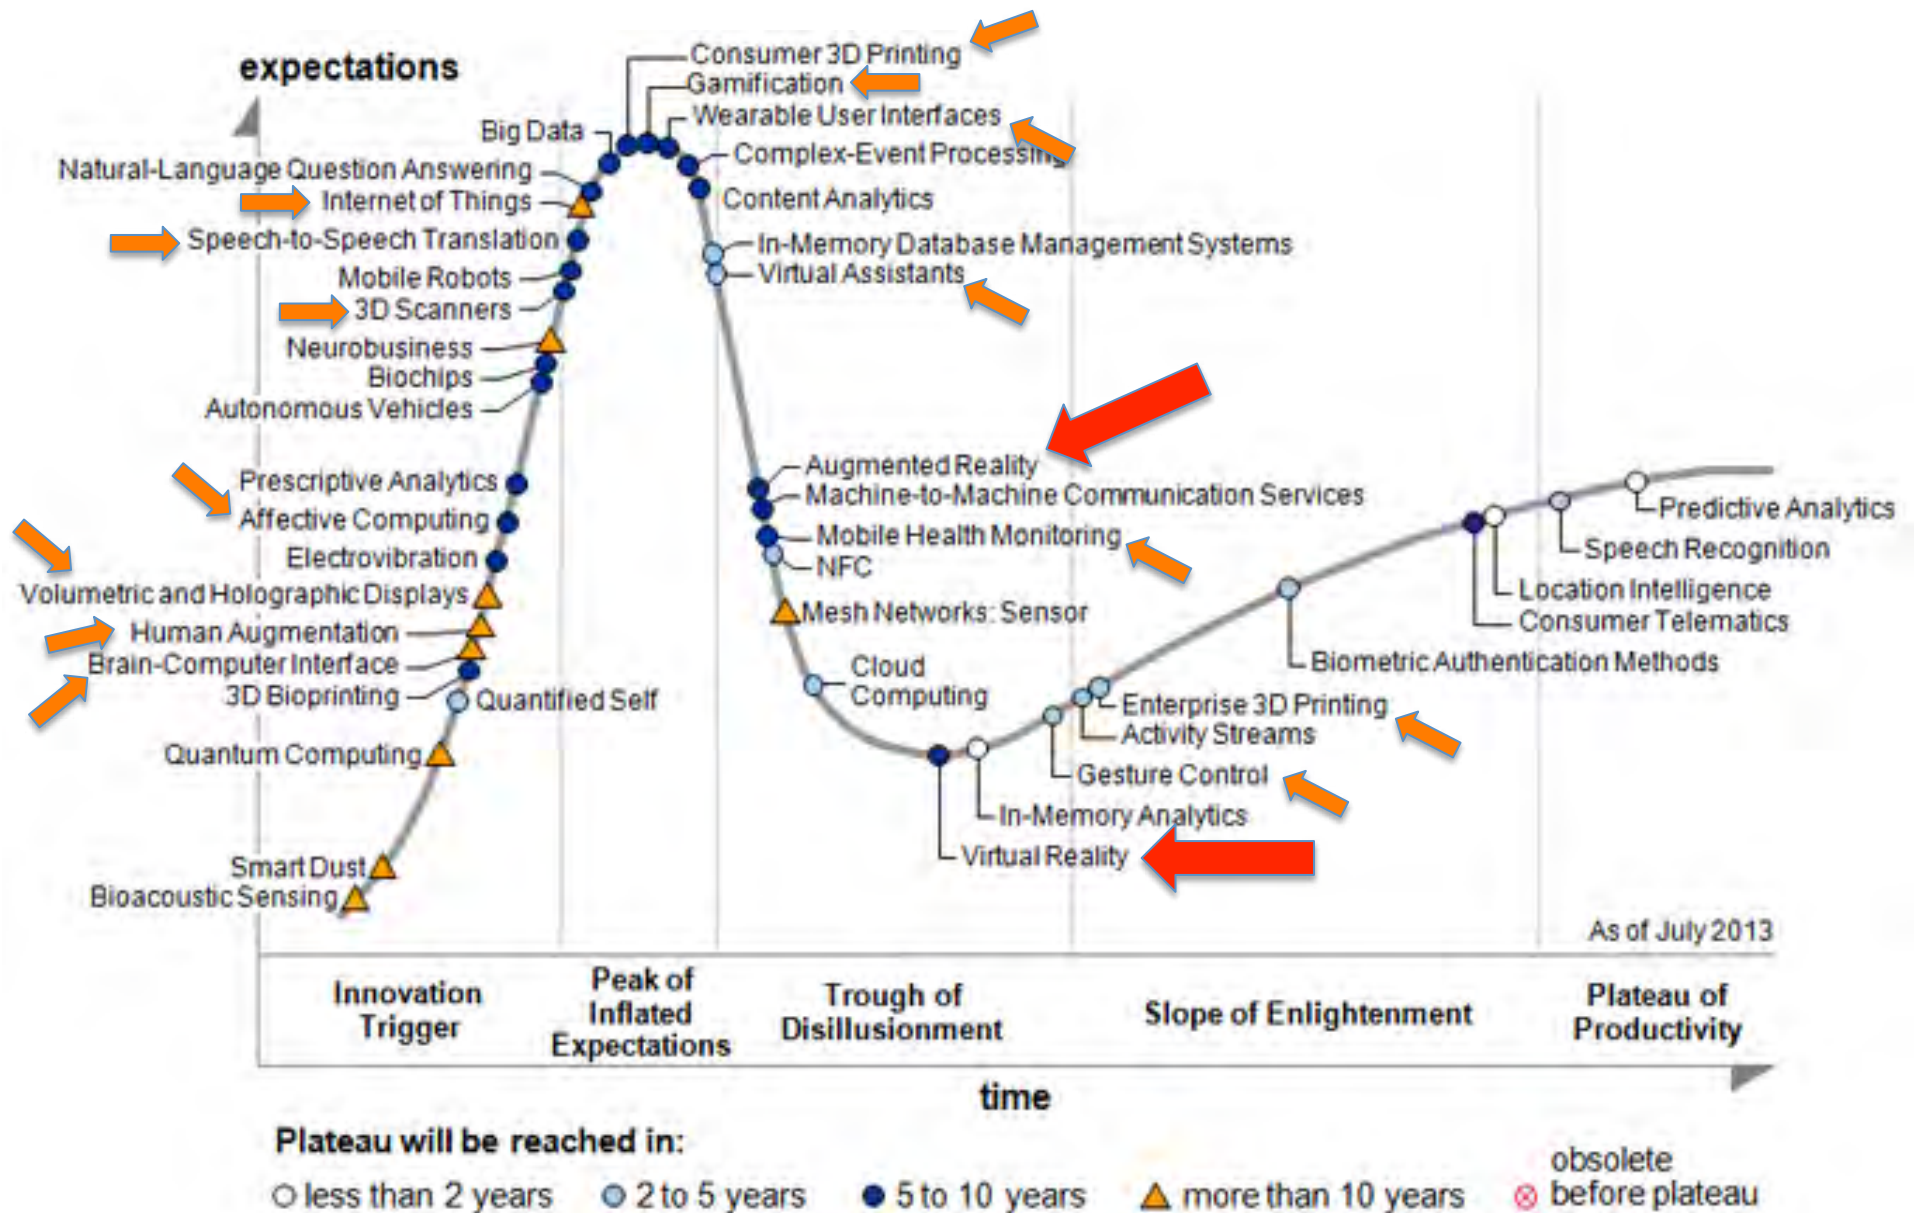 expectations
Consumer 3D Printing
Gamification
Wearable User Interfaces
Big Data
Complex-Event Processing
Natural-Language Question Answering
Internet of Things
Content Analytics
Speech-to-Speech Translation
In-Memory Database Management Systems
Mobile Robots
Virtual Assistants
3D Scanners
Neurobusiness
Biochips
Autonomous Vehicles
Augmented Reality
Prescriptive Analytics
Machine-to-Machine Communication Services
Predictive Analytics
Affective Computing
Mobile Health Monitoring
Speech Recognition
Electrovibration
NFC
Location Intelligence
Volumetric and Holographic Displays
Mesh Networks: Sensor
Consumer Telematics
Human Augmentation
Brain-Computer Interface
Biometric Authentication Methods
Cloud
Computing
3D Bioprinting
Quantified Self
Enterprise 3D Printing
Activity Streams
Quantum Computing
Gesture Control
In-Memory Analytics
Virtual Reality
Smart Dust
Bioacoustic Sensing
As of July 2013
Innovation
Trigger
Peak of
Inflated
Expectations
Trough of
Disillusionment
Slope of Enlightenment
Plateau of
Productivity
time
Plateau will be reached in:
less than 2 years
2 to 5 years
5 to 10 years
more than 10 years
obsolete
before plateau